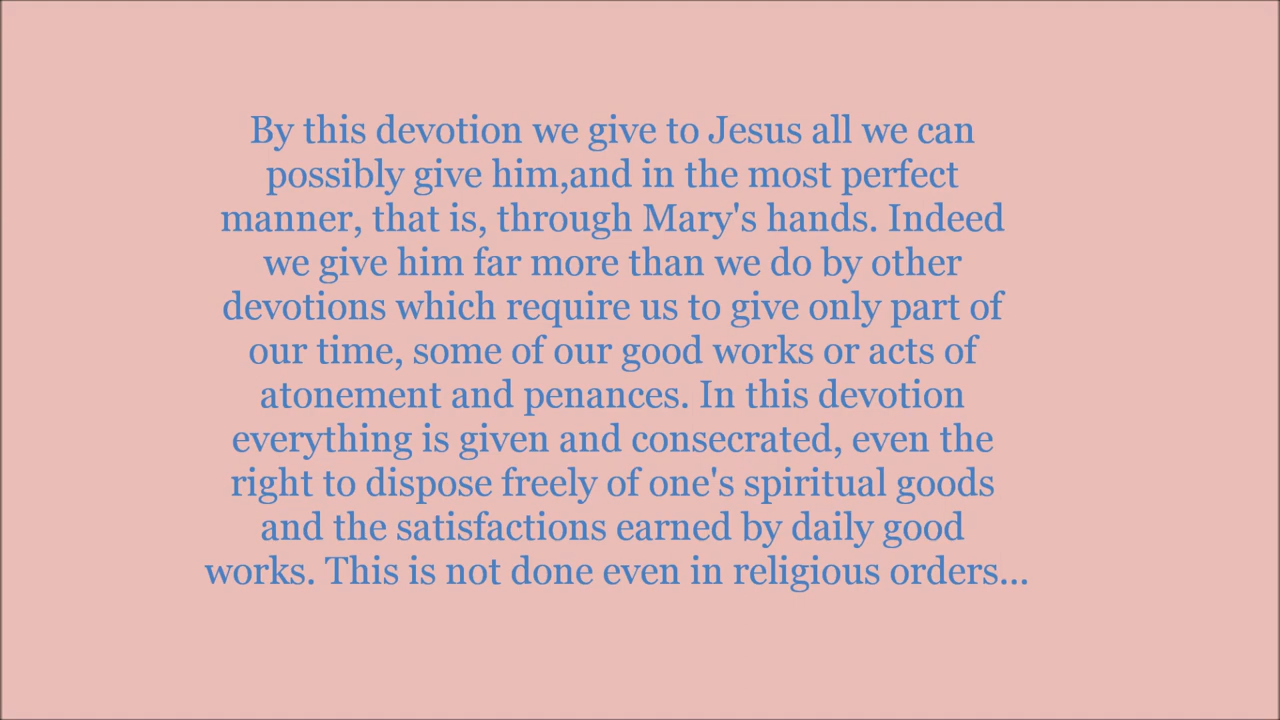 By this devotion we give to Jesus all we can
possibly give him,and in the most perfect
manner, that is, through Mary's hands. Indeed
we give him far more than we do by other
devotions which require us to give only part of
our time, some of our good works or acts of
atonement and penances. In this devotion
everything is given and consecrated, even the
right to dispose freely of one's spiritual goods
and the satisfactions earned by daily good
works. This is not done even in religious orders...